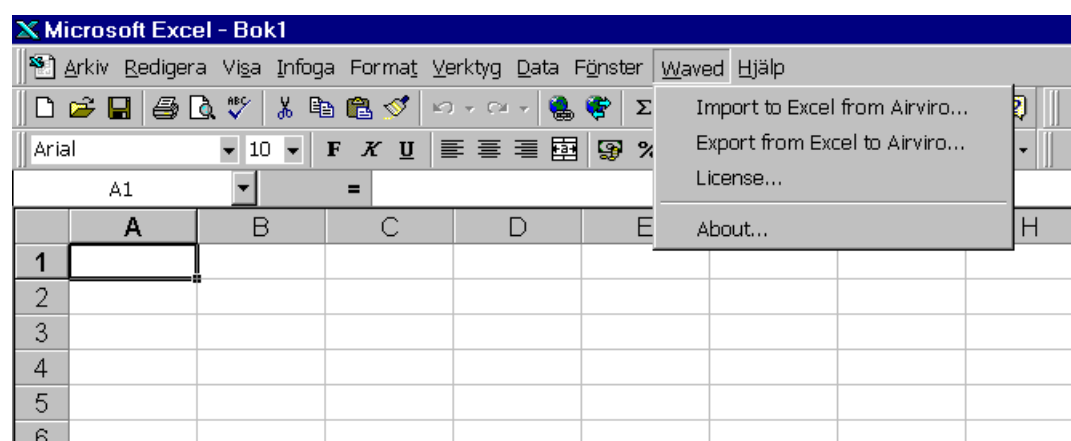 Microsoft Excel - Bok1
Arkiv Redigera Visa Infoga Format Verktyg Data Fönster Waved Hjälp
ABC Σ
Import to Excel from Airviro...
Export from Excel to Airviro...
License...
About...
Arial 10 F K U %
A1 =
A B C D E H
1
2
3
4
5
6